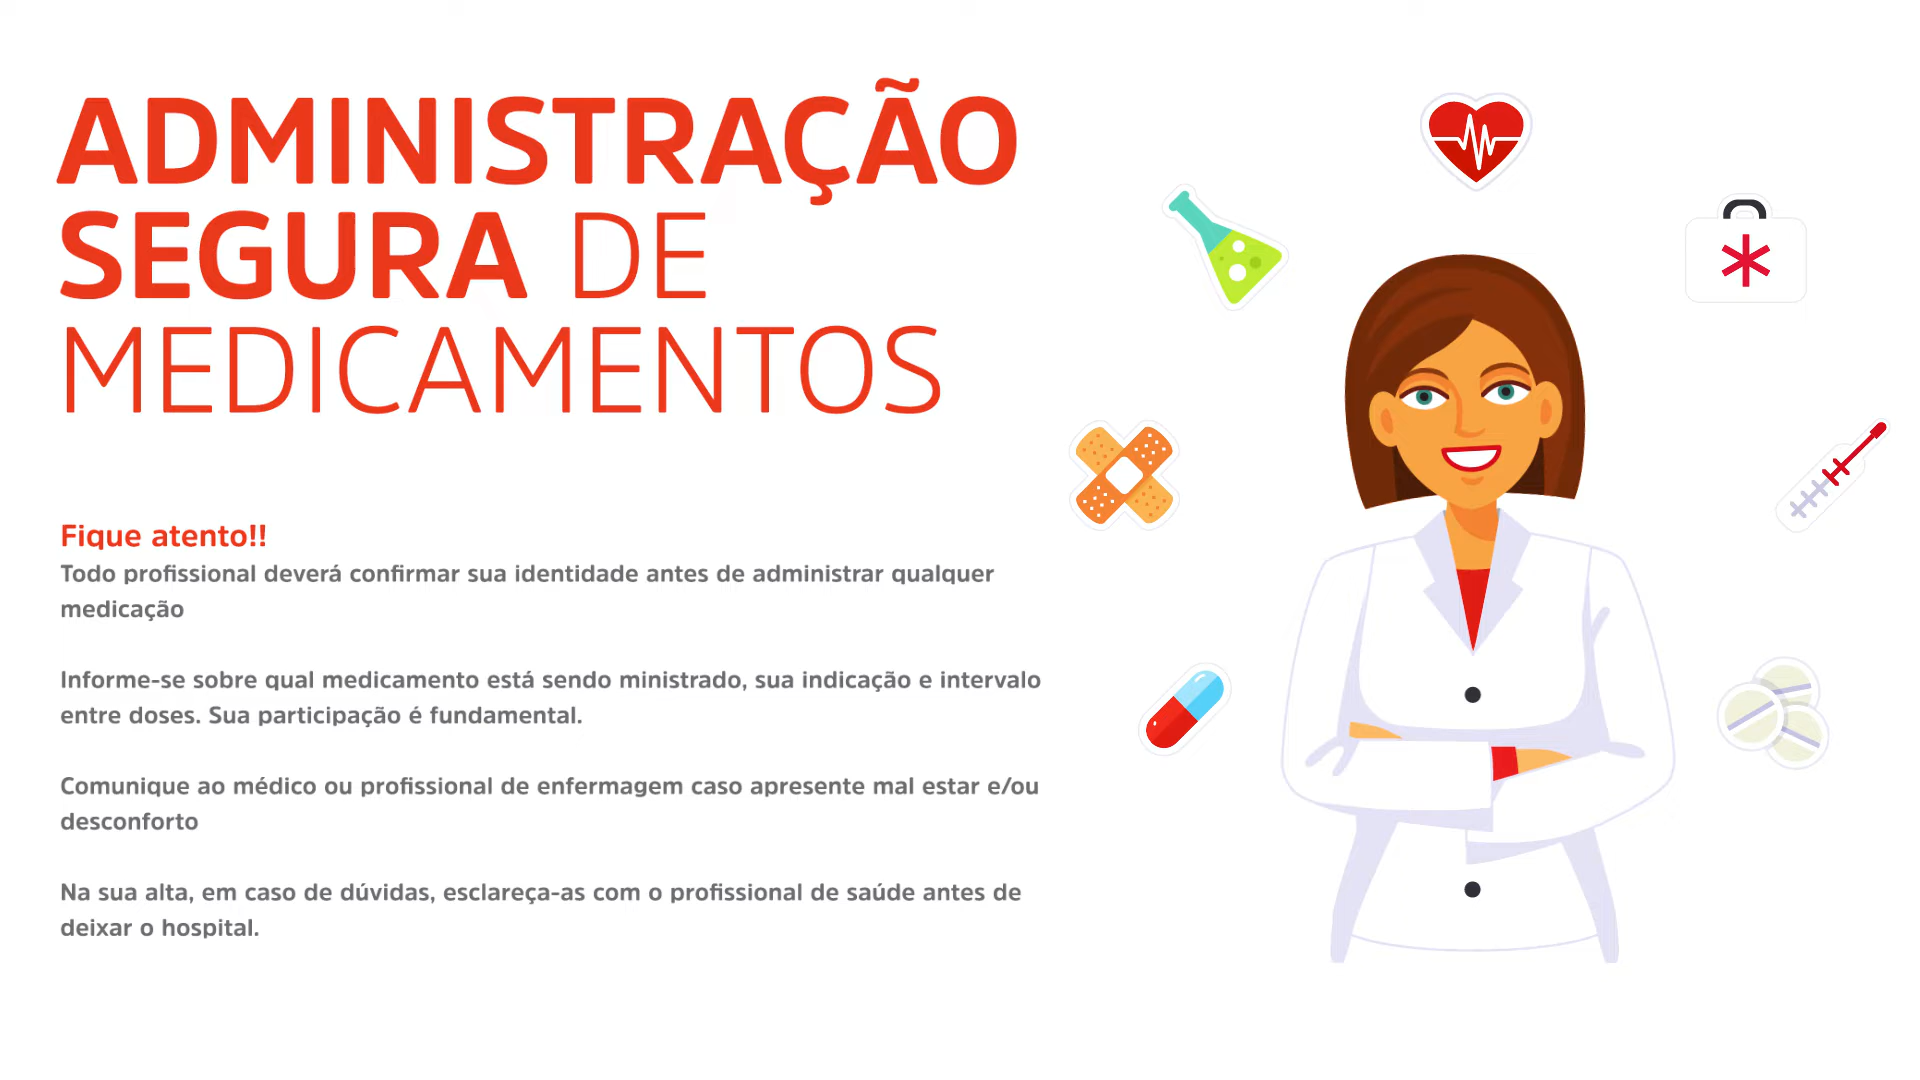 ADMINISTRAÇÃO
SEGURA DE
MEDICAMENTOS
Fique atento!!
Todo profissional deverá confirmar sua identidade antes de administrar qualquer
medicação
Informe-se sobre qual medicamento está sendo ministrado, sua indicação e intervalo
entre doses. Sua participação é fundamental.
Comunique ao médico ou profissional de enfermagem caso apresente mal estar e/ou
desconforto
Na sua alta, em caso de dúvidas, esclareça-as com o profissional de saúde antes de
deixar o hospital.